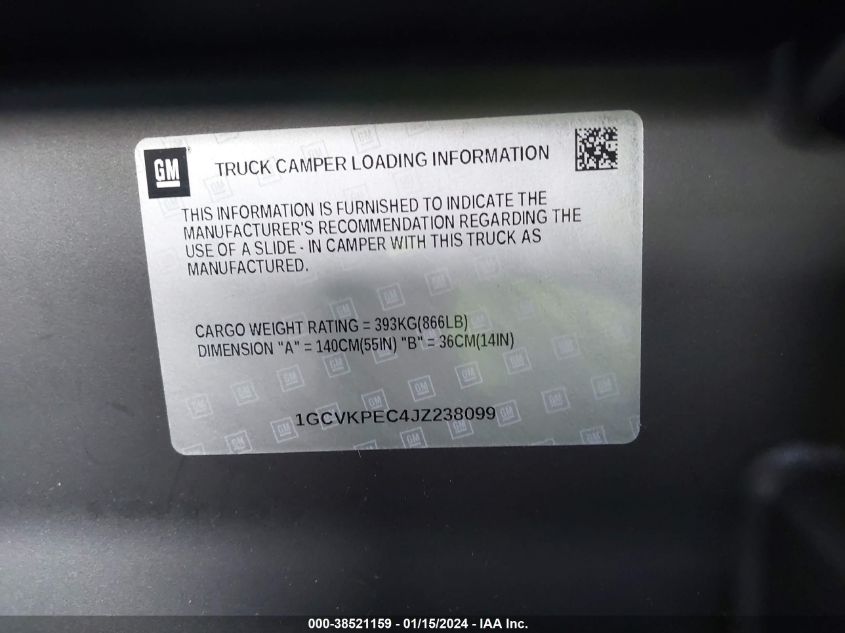 GM
TRUCK CAMPER LOADING INFORMATION
THIS INFORMATION IS FURNISHED TO INDICATE THE
MANUFACTURER'S RECOMMENDATION REGARDING THE
USE OF A SLIDE - IN CAMPER WITH THIS TRUCK AS
MANUFACTURED.
CARGO WEIGHT RATING = 393KG(866LB)
DIMENSION "A" = 140CM(55IN) "B" = 36CM(14IN)
1GCVKPEC4JZ238099
000-38521159 - 01/15/2024 - IAA Inc.